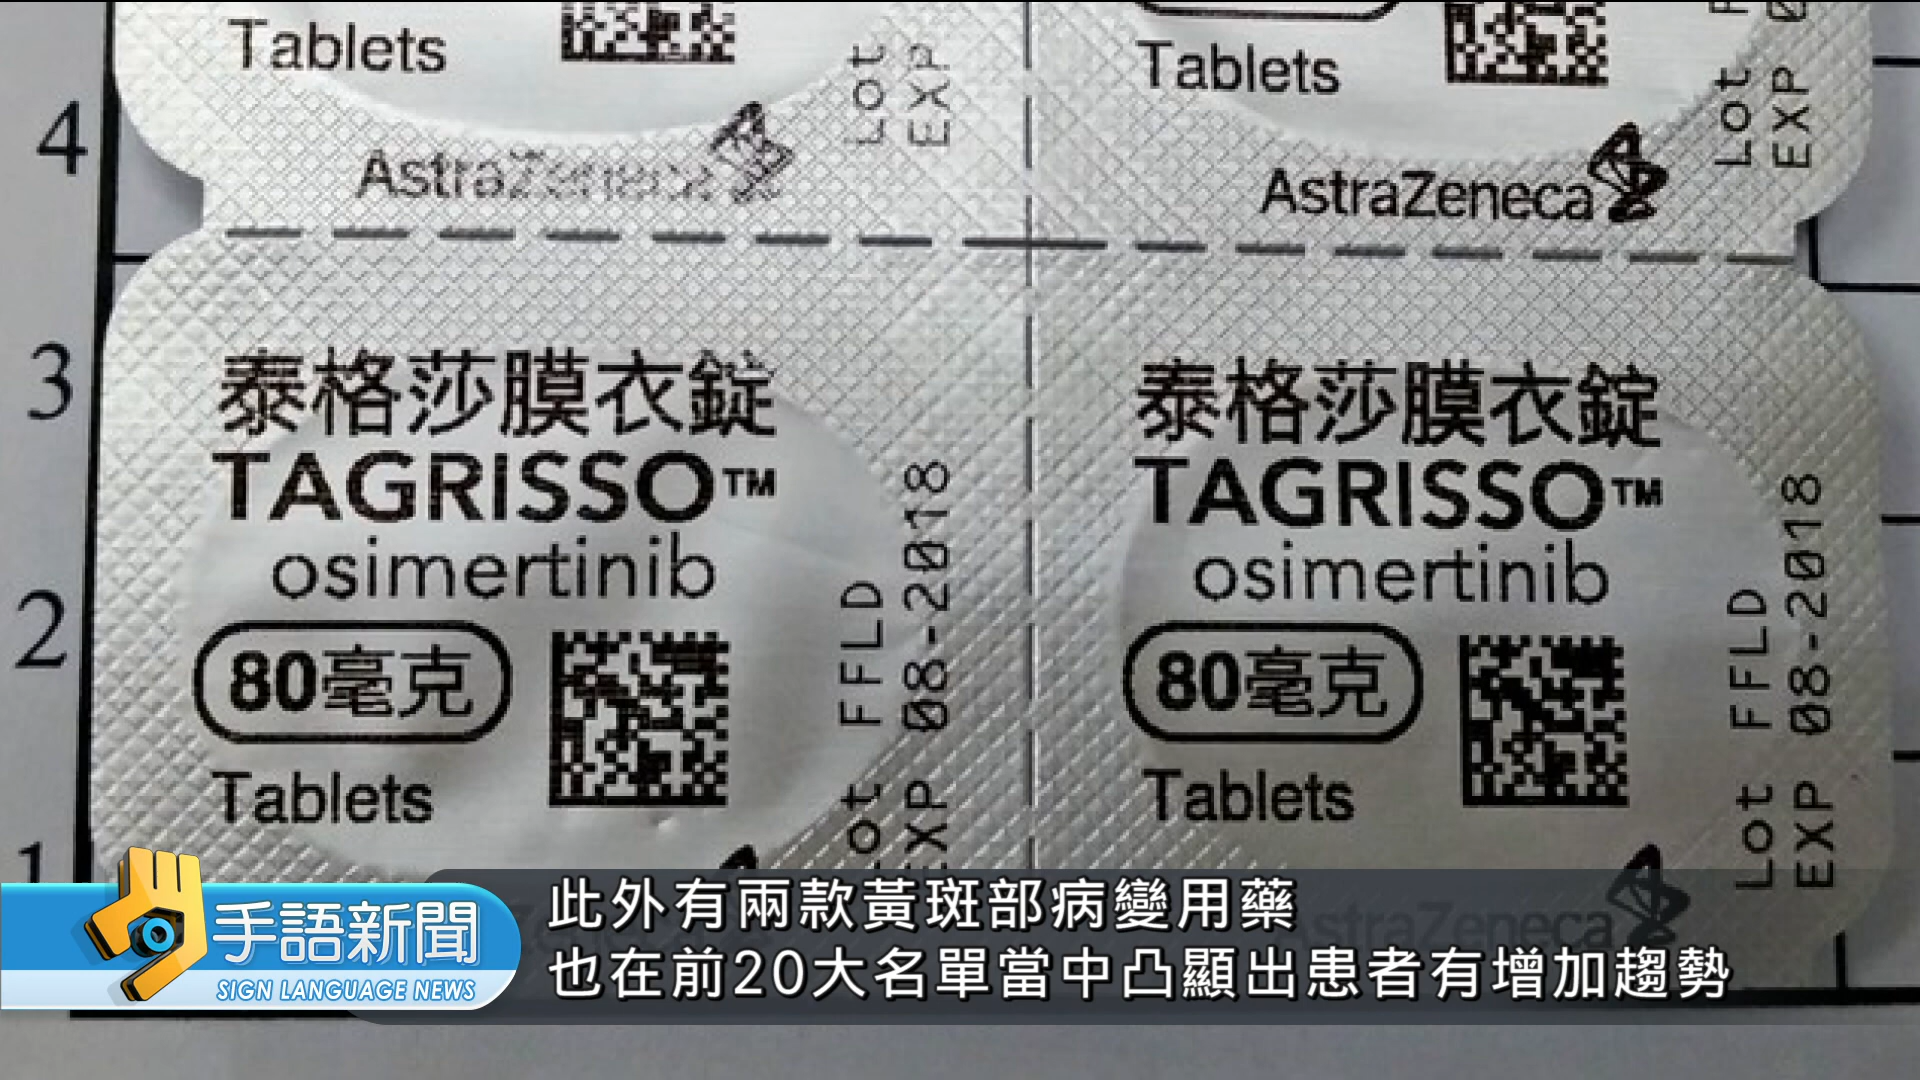 Tablets
Lot
EXP
AstraZeneca
Tablets
Lot
EXP
AstraZeneca
4
3
2
1
泰格莎膜衣錠
TAGRISSO™
osimertinib
80毫克
Tablets
Lot FFLD
EXP 08-2018
泰格莎膜衣錠
TAGRISSO™
osimertinib
80毫克
Tablets
Lot FFLD
EXP 08-2018
AstraZeneca
手語新聞
SIGN LANGUAGE NEWS
此外有兩款黃斑部病變用藥
也在前20大名單當中凸顯出患者有增加趨勢